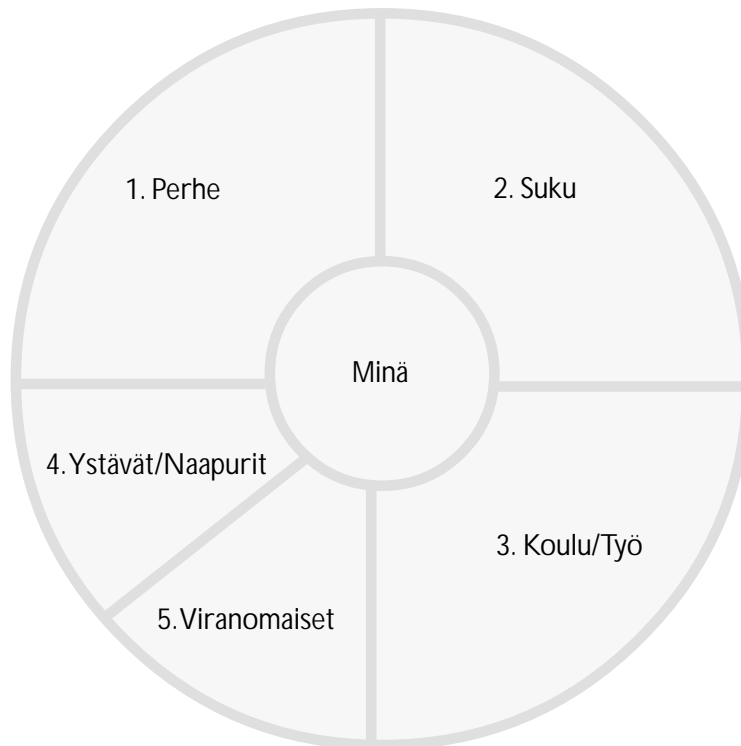 1. Perhe
2. Suku
Minä
4. Ystävät/Naapurit
3. Koulu/Työ
5. Viranomaiset